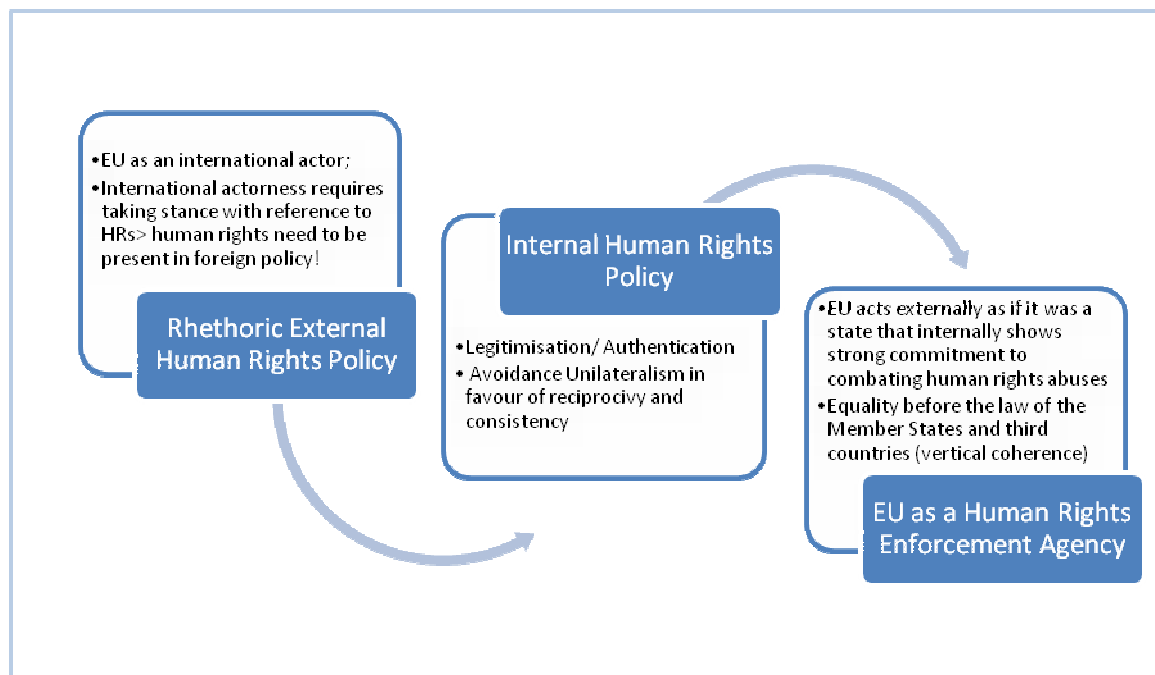 •EU as an international actor;
•International actorness requires
taking stance with reference to
HRs> human rights need to be
present in foreign policy!
Rhethoric External
Human Rights Policy
Internal Human Rights
Policy
•Legitimisation/ Authentication
• Avoidance Unilateralism in
favour of reciprocivy and
consistency
•EU acts externally as if it was a
state that internally shows
strong commitment to
combating human rights abuses
•Equality before the law of the
Member States and third
countries (vertical coherence)
EU as a Human Rights
Enforcement Agency